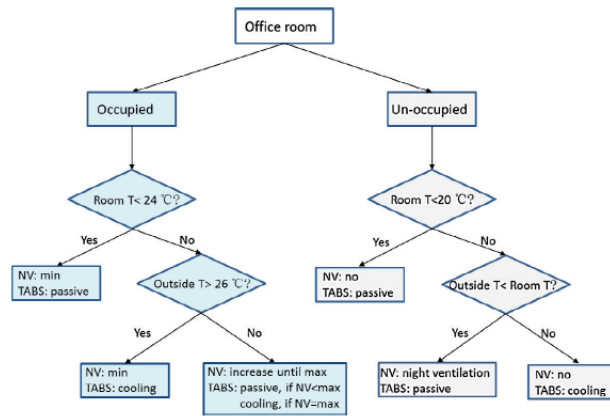 Office room
Occupied
Un-occupied
Room T< 24 ℃?
Room T<20 ℃?
Yes
No
Yes
No
NV: min
TABS: passive
Outside T> 26 ℃?
NV: no
TABS: passive
Outside T< Room T?
Yes
No
Yes
No
NV: min
TABS: cooling
NV: increase until max
TABS: passive, if NV<max
cooling, if NV=max
NV: night ventilation
TABS: passive
NV: no
TABS: cooling